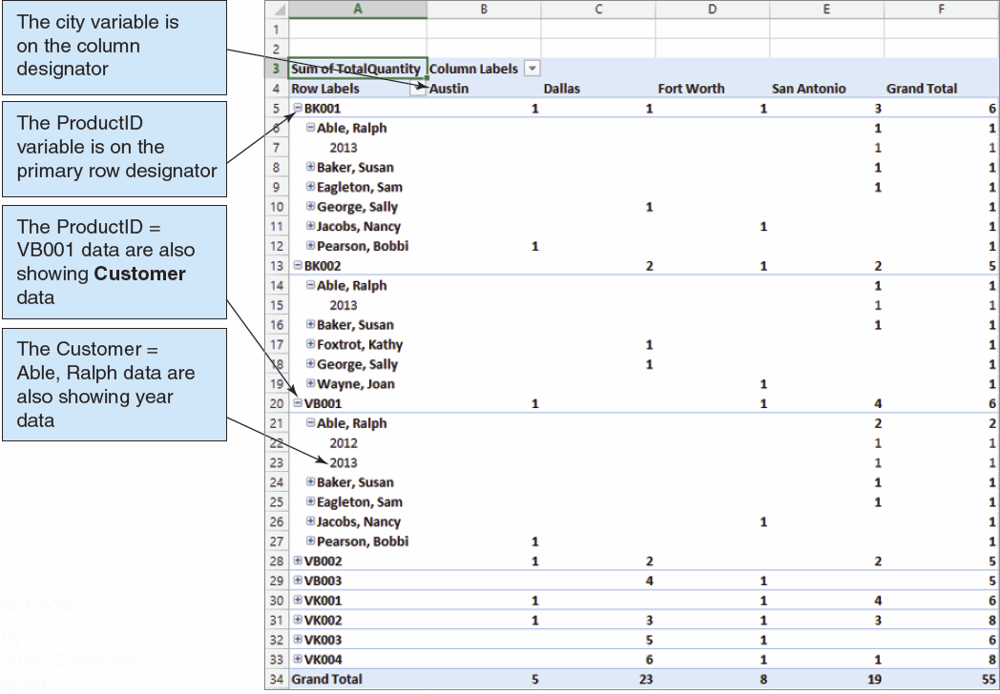 The city variable is
on the column
designator
The ProductID
variable is on the
primary row designator
The ProductID =
VB001 data are also
showing Customer
data
The Customer =
Able, Ralph data are
also showing year
data
A B C D E F
1
2
3 Sum of TotalQuantity Column Labels
4 Row Labels Austin Dallas Fort Worth San Antonio Grand Total
5 BK001 1 1 1 3 6
6 Able, Ralph 1 1
7 2013 1 1
8 Baker, Susan 1 1
9 Eagleton, Sam 1 1
10 George, Sally 1 1
11 Jacobs, Nancy 1 1
12 Pearson, Bobbi 1 1
13 BK002 2 1 2 5
14 Able, Ralph 1 1
15 2013 1 1
16 Baker, Susan 1 1
17 Foxtrot, Kathy 1 1
18 George, Sally 1 1
19 Wayne, Joan 1 1
20 VB001 1 1 4 6
21 Able, Ralph 2 2
22 2012 1 1
23 2013 1 1
24 Baker, Susan 1 1
25 Eagleton, Sam 1 1
26 Jacobs, Nancy 1 1
27 Pearson, Bobbi 1 1
28 VB002 1 2 2 5
29 VB003 4 1 5
30 VK001 1 1 4 6
31 VK002 1 3 1 3 8
32 VK003 5 1 6
33 VK004 6 1 1 8
34 Grand Total 5 23 8 19 55